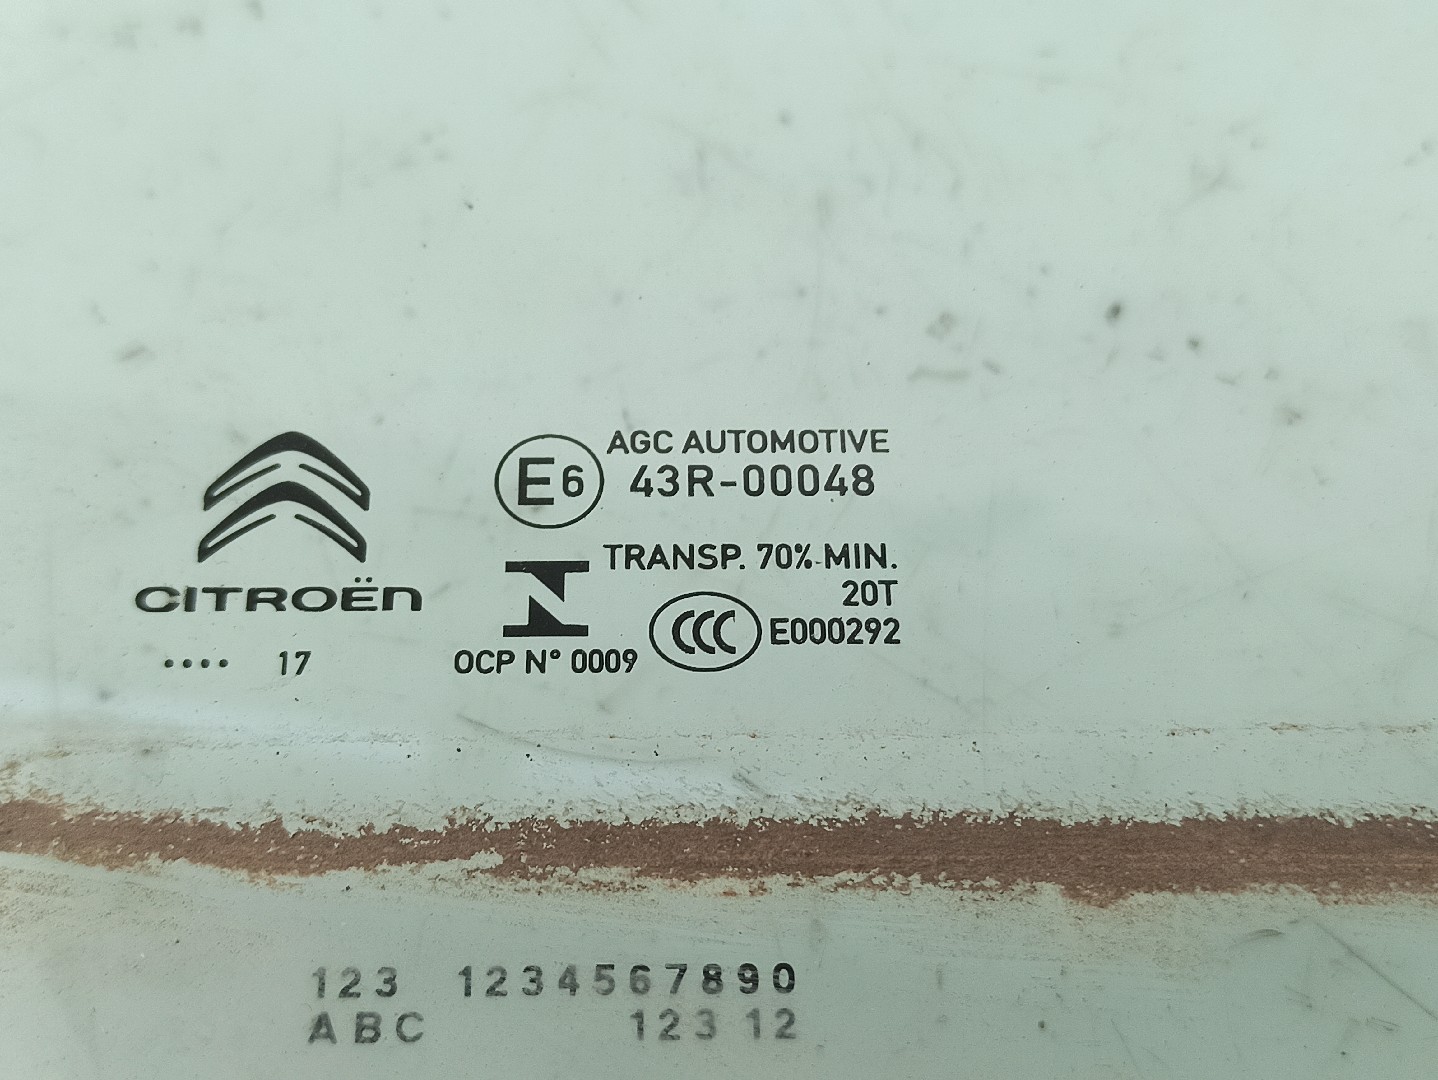 AGC AUTOMOTIVE
E6 43R-00048
TRANSP. 70% MIN.
20T
CITROËN
CCC E000292
.... 17
OCP N° 0009
123 1234567890
ABC 123 12